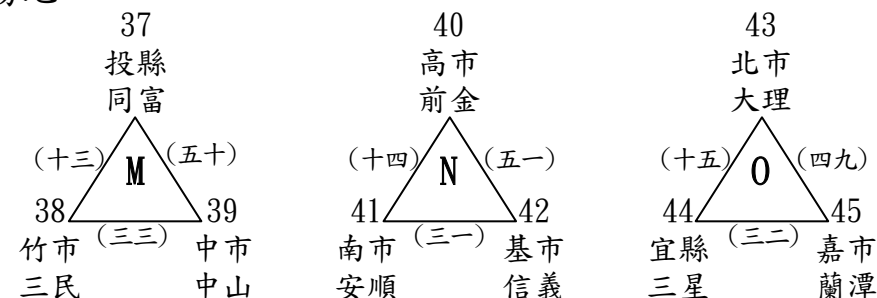 37 40 43
投縣 高市 北市
同富 前金 大理
(十三) M (五十) (十四) N (五一) (十五) O (四九)
38 39 41 42 44 45
竹市 (三三) 中市 南市 (三一) 基市 宜縣 (三二) 嘉市
三民 中山 安順 信義 三星 蘭潭